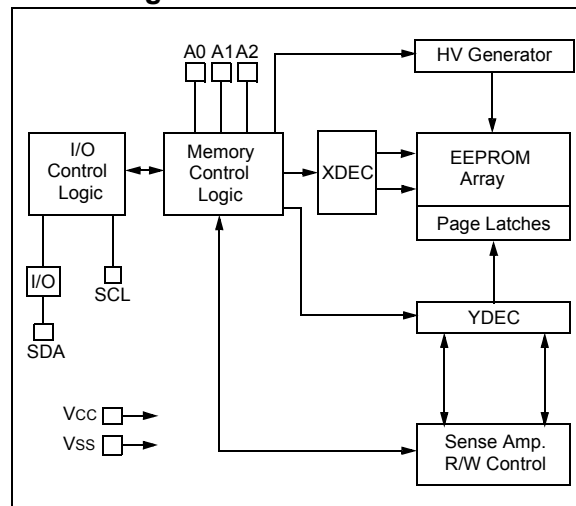 A0 A1 A2
HV Generator
I/O
Control
Logic
Memory
Control
Logic
XDEC
EEPROM
Array
Page Latches
I/O
SCL
SDA
YDEC
Vcc
Vss
Sense Amp.
R/W Control